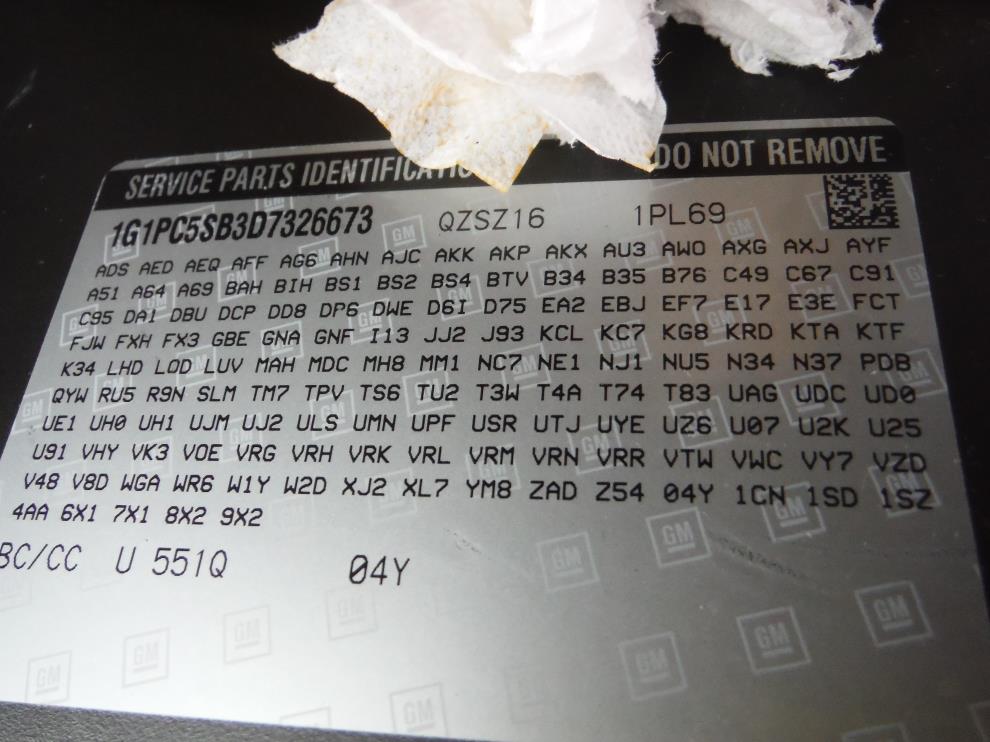 SERVICE PARTS IDENTIFICATIO DO NOT REMOVE
1G1PC5SB3D7326673 QZSZ16 1PL69
ADS AED AEQ AFF AG6 AHN AJC AKK AKP AKX AU3 AWO AXG AXJ AYF
A51 A64 A69 BAH BIH BS1 BS2 BS4 BTV B34 B35 B76 C49 C67 C91
C95 DA1 DBU DCP DD8 DP6 DWE D6I D75 EA2 EBJ EF7 E17 E3E FCT
FJW FXH FX3 GBE GNA GNF I13 JJ2 J93 KCL KC7 KG8 KRD KTA KTF
K34 LHD LOD LUV MAH MDC MH8 MM1 NC7 NE1 NJ1 NU5 N34 N37 PDB
QYW RU5 R9N SLM TM7 TPV TS6 TU2 T3W T4A T74 T83 UAG UDC UD0
UE1 UH0 UH1 UJM UJ2 ULS UMN UPF USR UTJ UYE UZ6 U07 U2K U25
U91 VHY VK3 VOE VRG VRH VRK VRL VRM VRN VRR VTW VWC VY7 VZD
V48 V8D WGA WR6 W1Y W2D XJ2 XL7 YM8 ZAD Z54 04Y 1CN 1SD 1SZ
4AA 6X1 7X1 8X2 9X2
BC/CC U 551Q 04Y